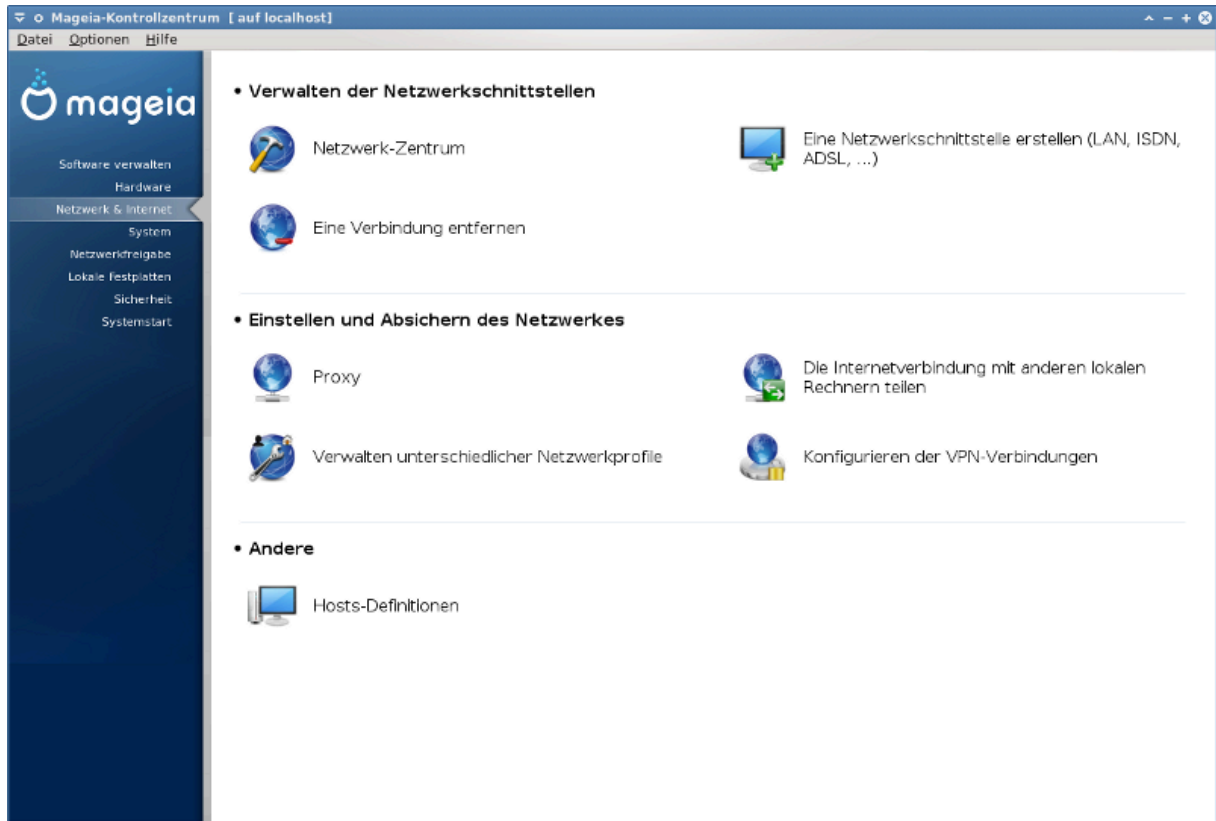 Mageia-Kontrollzentrum [ auf localhost]
Datei Optionen Hilfe
mageia
Software verwalten
Hardware
Netzwerk & Internet
System
Netzwerkfreigabe
Lokale Festplatten
Sicherheit
Systemstart
• Verwalten der Netzwerkschnittstellen
Netzwerk-Zentrum
Eine Netzwerkschnittstelle erstellen (LAN, ISDN,
ADSL, ...)
Eine Verbindung entfernen
• Einstellen und Absichern des Netzwerkes
Proxy
Die Internetverbindung mit anderen lokalen
Rechnern teilen
Verwalten unterschiedlicher Netzwerkprofile
Konfigurieren der VPN-Verbindungen
• Andere
Hosts-Definitionen